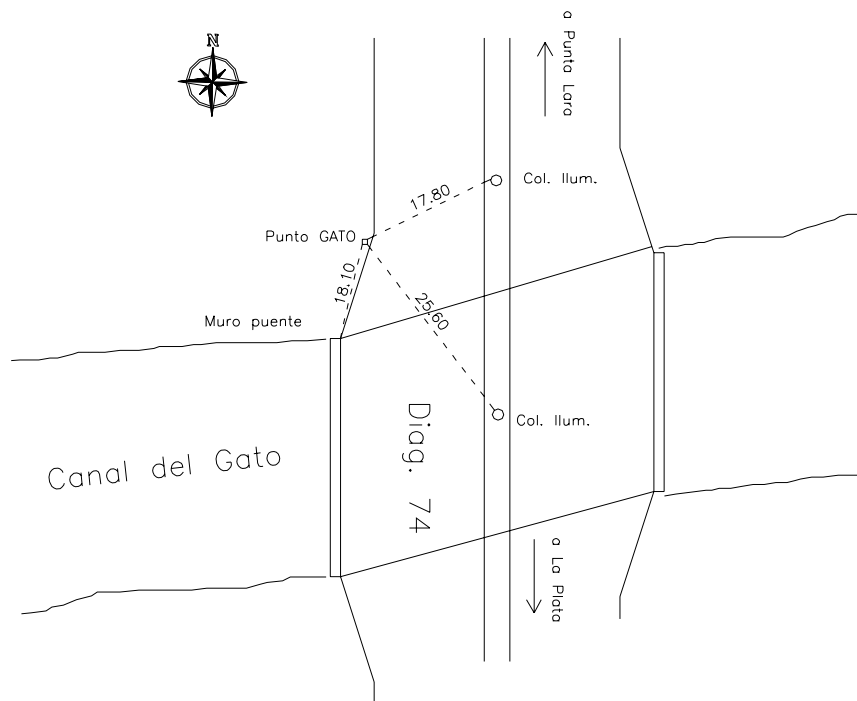 N
a Punta Lara
17.80
Col. Ilum.
Punto GATO
18.10
25.60
Muro puente
Diag. 74
Col. Ilum.
Canal del Gato
a La Plata